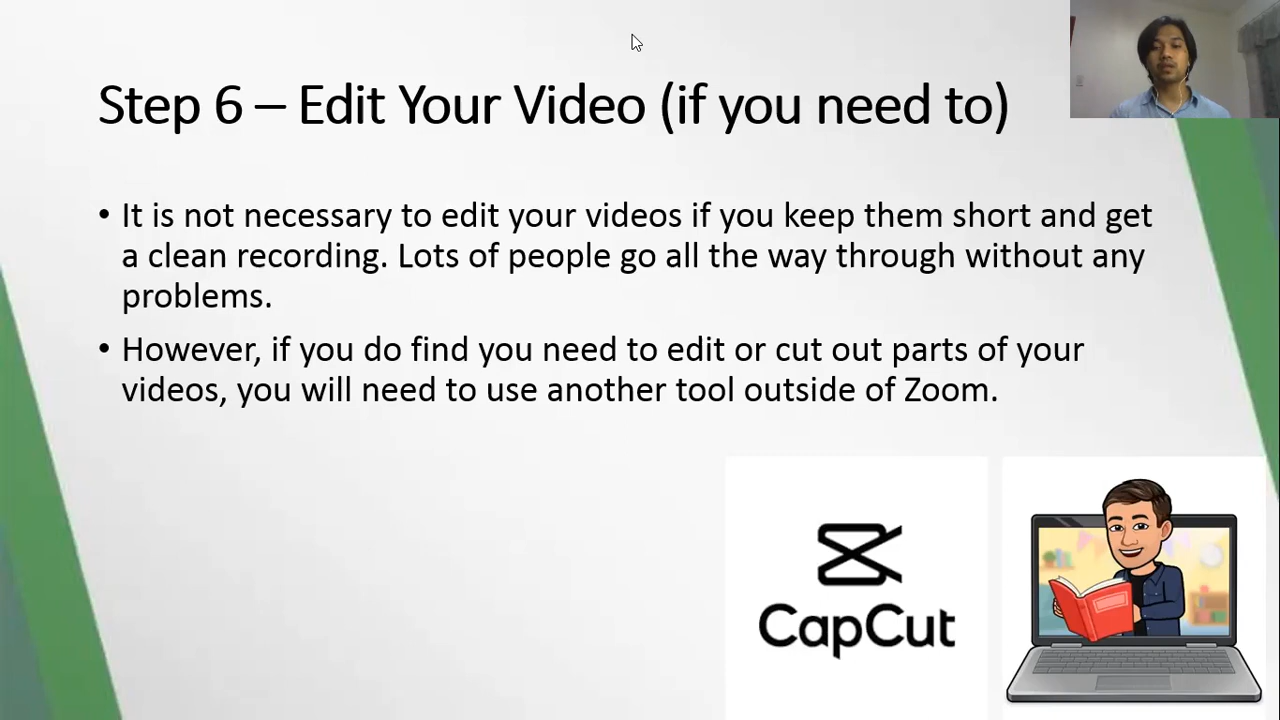 Step 6 – Edit Your Video (if you need to)
• It is not necessary to edit your videos if you keep them short and get
a clean recording. Lots of people go all the way through without any
problems.
• However, if you do find you need to edit or cut out parts of your
videos, you will need to use another tool outside of Zoom.
CapCut